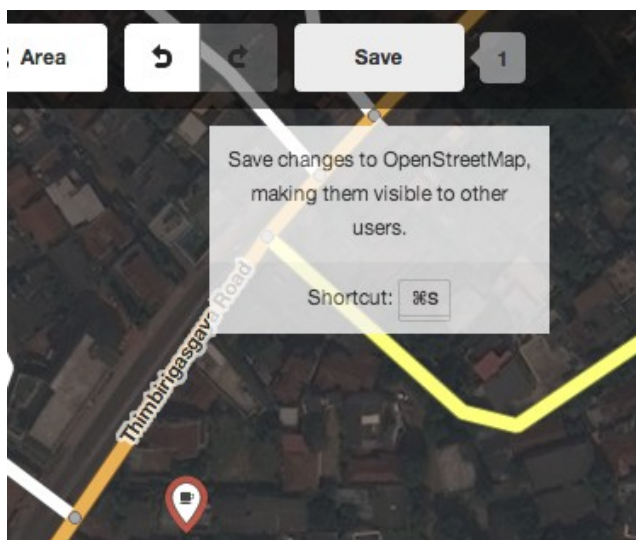 Area
Save
1
Save changes to OpenStreetMap,
making them visible to other
users.
Shortcut: ⌘S
Thimbirigasgaya Road